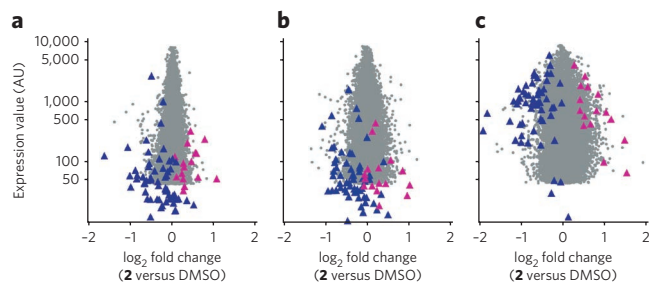 a
b
c
Expression value (AU)
10,000
5,000
1,000
500
100
50
−2 −1 0 1 2
−2 −1 0 1 2
−2 −1 0 1 2
log2 fold change
(2 versus DMSO)
log2 fold change
(2 versus DMSO)
log2 fold change
(2 versus DMSO)